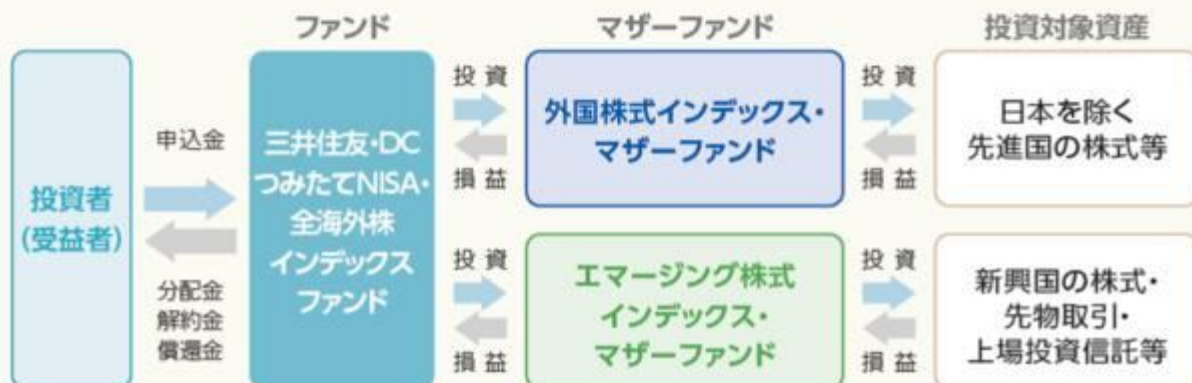 ファンド
マザーファンド
投資対象資産
投資者
(受益者)
申込金
分配金
解約金
償還金
三井住友・DC
つみたてNISA・
全海外株
インデックス
ファンド
投資
損益
外国株式インデックス・
マザーファンド
投資
損益
日本を除く
先進国の株式等
投資
損益
エマージング株式
インデックス・
マザーファンド
投資
損益
新興国の株式・
先物取引・
上場投資信託等